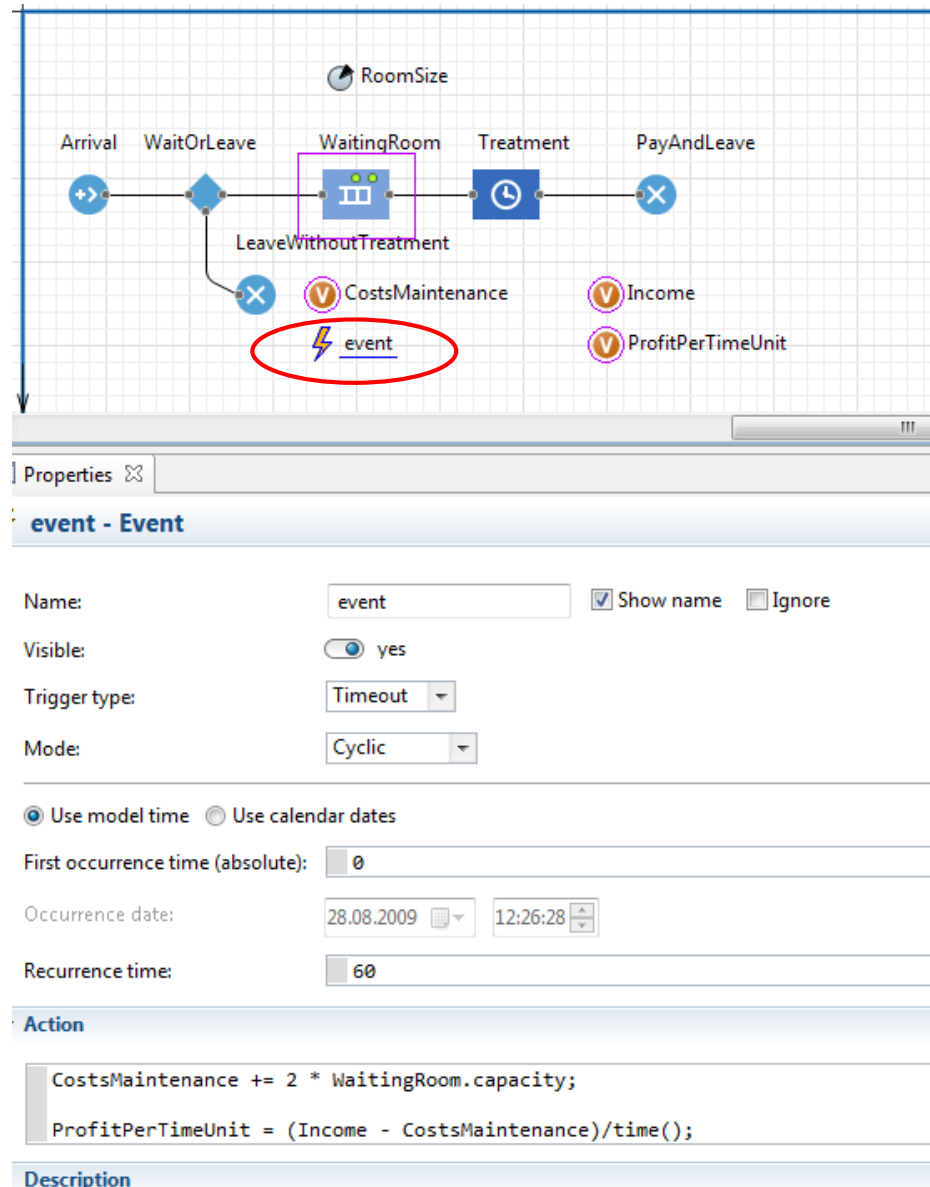 RoomSize
Arrival WaitOrLeave WaitingRoom Treatment PayAndLeave
LeaveWithoutTreatment
V CostsMaintenance V Income
event V ProfitPerTimeUnit
Properties
event - Event
Name: event Show name Ignore
Visible: yes
Trigger type: Timeout
Mode: Cyclic
Use model time Use calendar dates
First occurrence time (absolute): 0
Occurrence date: 28.08.2009 12:26:28
Recurrence time: 60
Action
CostsMaintenance += 2 * WaitingRoom.capacity;
ProfitPerTimeUnit = (Income - CostsMaintenance)/time();
Description